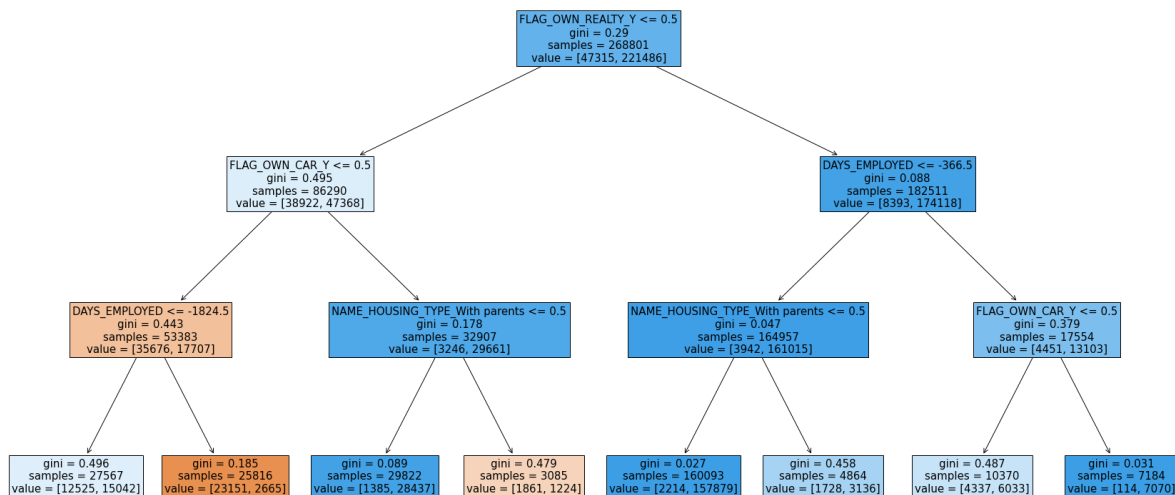 FLAG_OWN_REALTY_Y <= 0.5
gini = 0.29
samples = 268801
value = [47315, 221486]
FLAG_OWN_CAR_Y <= 0.5
gini = 0.495
samples = 86290
value = [38922, 47368]
DAYS_EMPLOYED <= -366.5
gini = 0.088
samples = 182511
value = [8393, 174118]
DAYS_EMPLOYED <= -1824.5
gini = 0.443
samples = 53383
value = [35676, 17707]
NAME_HOUSING_TYPE_With parents <= 0.5
gini = 0.178
samples = 32907
value = [3246, 29661]
NAME_HOUSING_TYPE_With parents <= 0.5
gini = 0.047
samples = 164957
value = [3942, 161015]
FLAG_OWN_CAR_Y <= 0.5
gini = 0.379
samples = 17554
value = [4451, 13103]
gini = 0.496
samples = 27567
value = [12525, 15042]
gini = 0.185
samples = 25816
value = [23151, 2665]
gini = 0.089
samples = 29822
value = [1385, 28437]
gini = 0.479
samples = 3085
value = [1861, 1224]
gini = 0.027
samples = 160093
value = [2214, 157879]
gini = 0.458
samples = 4864
value = [1728, 3136]
gini = 0.487
samples = 10370
value = [4337, 6033]
gini = 0.031
samples = 7184
value = [114, 707